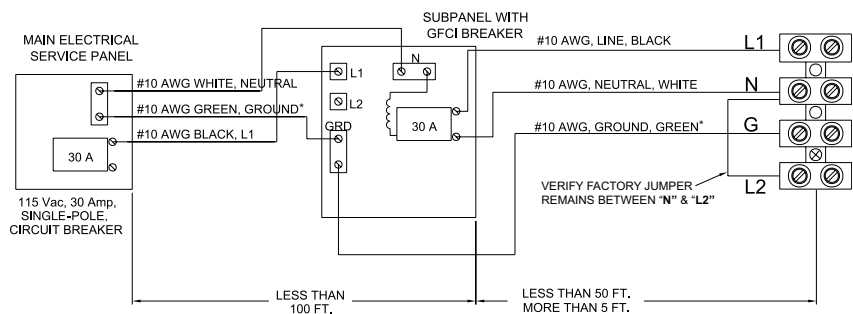 MAIN ELECTRICAL
SERVICE PANEL
#10 AWG WHITE, NEUTRAL
#10 AWG GREEN, GROUND*
#10 AWG BLACK, L1
30 A
115 Vac, 30 Amp,
SINGLE-POLE,
CIRCUIT BREAKER
SUBPANEL WITH
GFCI BREAKER
N
L1
L2
GRD
30 A
#10 AWG, LINE, BLACK
#10 AWG, NEUTRAL, WHITE
#10 AWG, GROUND, GREEN*
L1
N
G
L2
VERIFY FACTORY JUMPER
REMAINS BETWEEN "N" & "L2"
LESS THAN
100 FT.
LESS THAN 50 FT.
MORE THAN 5 FT.